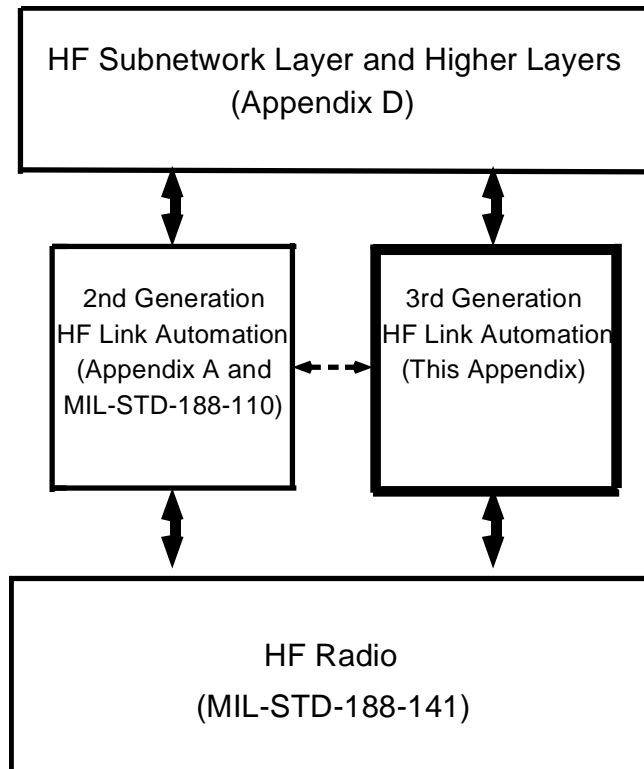 HF Subnetwork Layer and Higher Layers
(Appendix D)
2nd Generation
HF Link Automation
(Appendix A and
MIL-STD-188-110)
3rd Generation
HF Link Automation
(This Appendix)
HF Radio
(MIL-STD-188-141)